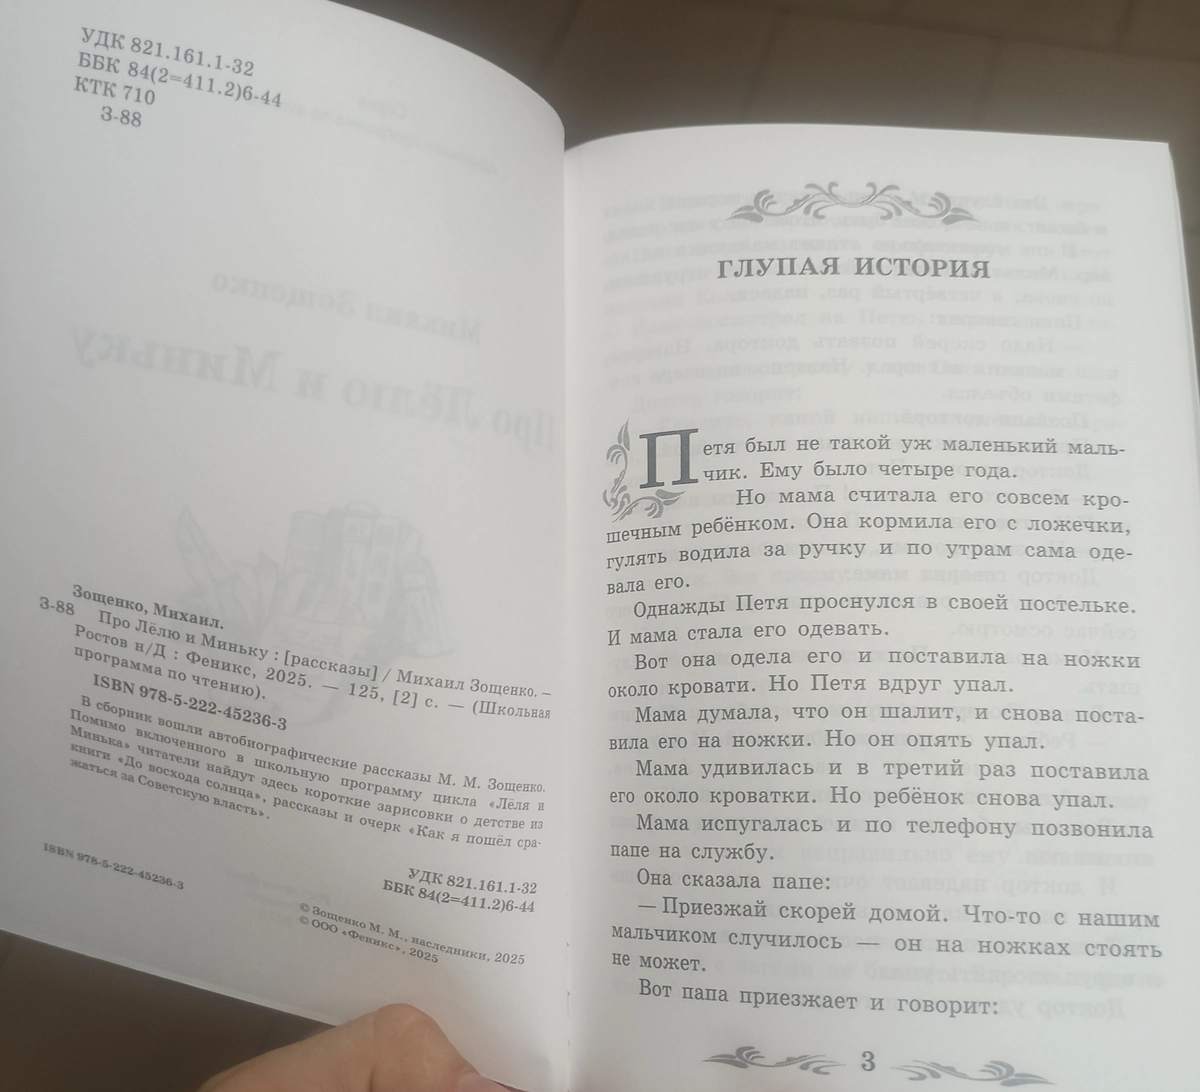 УДК 821.161.1-32
ББК 84(2=411.2)6-44
КТК 710
З-88
Зощенко, Михаил.
З-88 Про Лёлю и Миньку : [рассказы] / Михаил Зощенко. —
Ростов н/Д : Феникс, 2025. — 125, [2] с. — (Школьная
программа по чтению).
ISBN 978-5-222-45236-3
В сборник вошли автобиографические рассказы М. М. Зощенко.
Помимо включенного в школьную программу цикла «Лёля и
Минька» читатели найдут здесь короткие зарисовки о детстве из
книги «До восхода солнца», рассказы и очерк «Как я пошёл сра-
жаться за Советскую власть».
УДК 821.161.1-32
ББК 84(2=411.2)6-44
ISBN 978-5-222-45236-3
© Зощенко М. М., наследники, 2025
© ООО «Феникс», 2025
ГЛУПАЯ ИСТОРИЯ
Петя был не такой уж маленький маль-
чик. Ему было четыре года.
Но мама считала его совсем кро-
шечным ребёнком. Она кормила его с ложечки,
гулять водила за ручку и по утрам сама оде-
вала его.
Однажды Петя проснулся в своей постельке.
И мама стала его одевать.
Вот она одела его и поставила на ножки
около кровати. Но Петя вдруг упал.
Мама думала, что он шалит, и снова поста-
вила его на ножки. Но он опять упал.
Мама удивилась и в третий раз поставила
его около кроватки. Но ребёнок снова упал.
Мама испугалась и по телефону позвонила
папе на службу.
Она сказала папе:
— Приезжай скорей домой. Что-то с нашим
мальчиком случилось — он на ножках стоять
не может.
Вот папа приезжает и говорит:
3